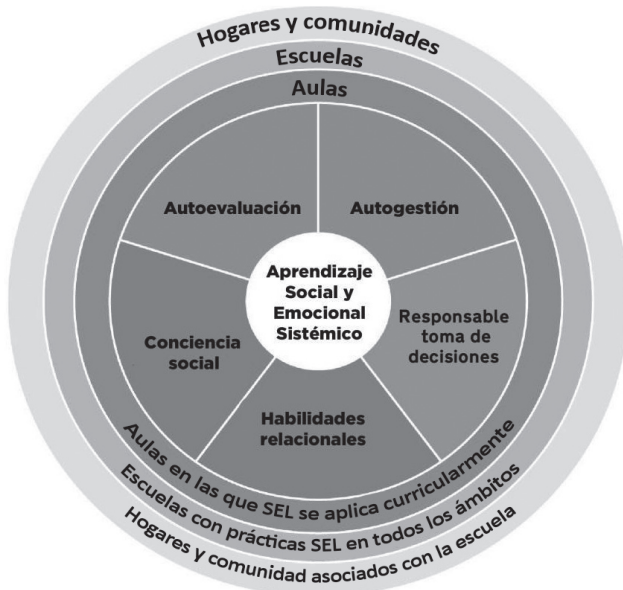 Hogares y comunidades
Escuelas
Aulas
Autoevaluación
Autogestión
Aprendizaje
Social y
Emocional
Sistémico
Conciencia
social
Responsable
toma de
decisiones
Habilidades
relacionales
Aulas en las que SEL se aplica curricularmente
Escuelas con prácticas SEL en todos los ámbitos
Hogares y comunidad asociados con la escuela